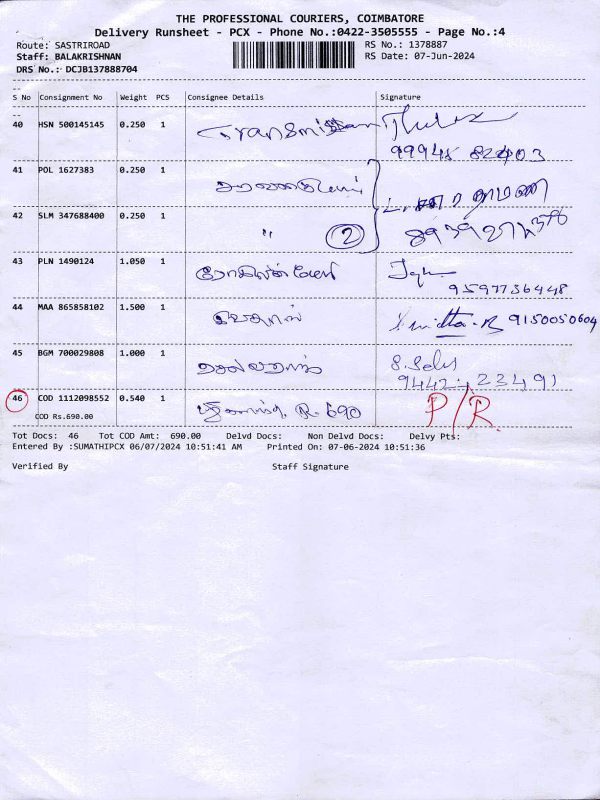 THE PROFESSIONAL COURIERS, COIMBATORE
Delivery Runsheet - PCX - Phone No.:0422-3505555 - Page No.:4
Route: SASTRIROAD RS No.: 1378887
Staff: BALAKRISHNAN RS Date: 07-Jun-2024
DRS No.: DCJB137888704
S No Consignment No Weight PCS Consignee Details Signature
40 HSN 500145145 0.250 1
99945 82403
41 POL 1627383 0.250 1
42 SLM 347688400 0.250 1 " 2
43 PLN 1490124 1.050 1
9597736448
44 MAA 865858102 1.500 1 9150050604
45 BGM 700029808 1.000 1
9442 23491
46 COD 1112098552 0.540 1 R. 690 P/R
COD Rs.690.00
Tot Docs: 46 Tot COD Amt: 690.00 Delvd Docs: Non Delvd Docs: Delvy Pts:
Entered By :SUMATHIPCX 06/07/2024 10:51:41 AM Printed On: 07-06-2024 10:51:36
Verified By Staff Signature